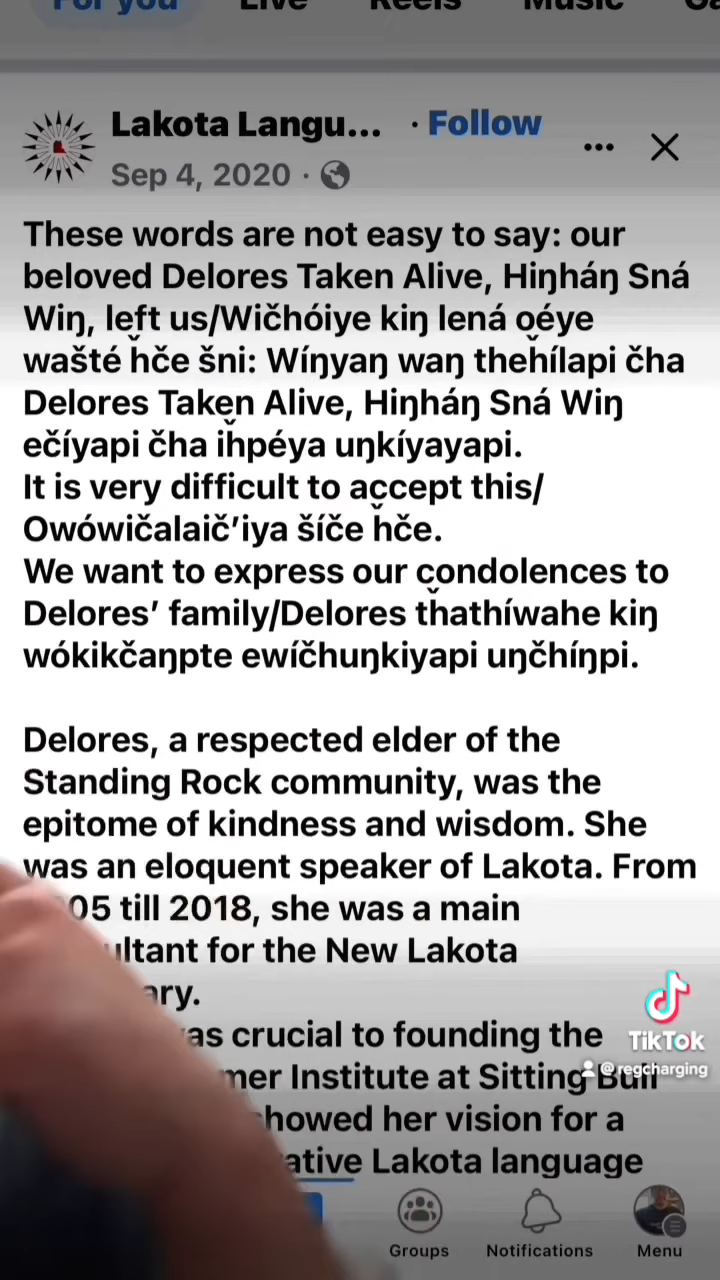 For you Live Reels Music
Lakota Langu... · Follow
Sep 4, 2020 ·
These words are not easy to say: our
beloved Delores Taken Alive, Hiŋháŋ Sná
Wiŋ, left us/Wičhóiye kiŋ lená oéye
wašté ȟče šni: Wíŋyaŋ waŋ theȟílapi čha
Delores Taken Alive, Hiŋháŋ Sná Wiŋ
ečíyapi čha iȟpéya uŋkíyayapi.
It is very difficult to accept this/
Owówičalaič’iya šíče ȟče.
We want to express our condolences to
Delores’ family/Delores tȟathíwahe kiŋ
wókikčaŋpte ewíčhuŋkiyapi uŋčhíŋpi.
Delores, a respected elder of the
Standing Rock community, was the
epitome of kindness and wisdom. She
was an eloquent speaker of Lakota. From
05 till 2018, she was a main
ultant for the New Lakota
ary.
as crucial to founding the
mer Institute at Sitting Bull
howed her vision for a
ative Lakota language
TikTok
@regcharging
Groups Notifications Menu